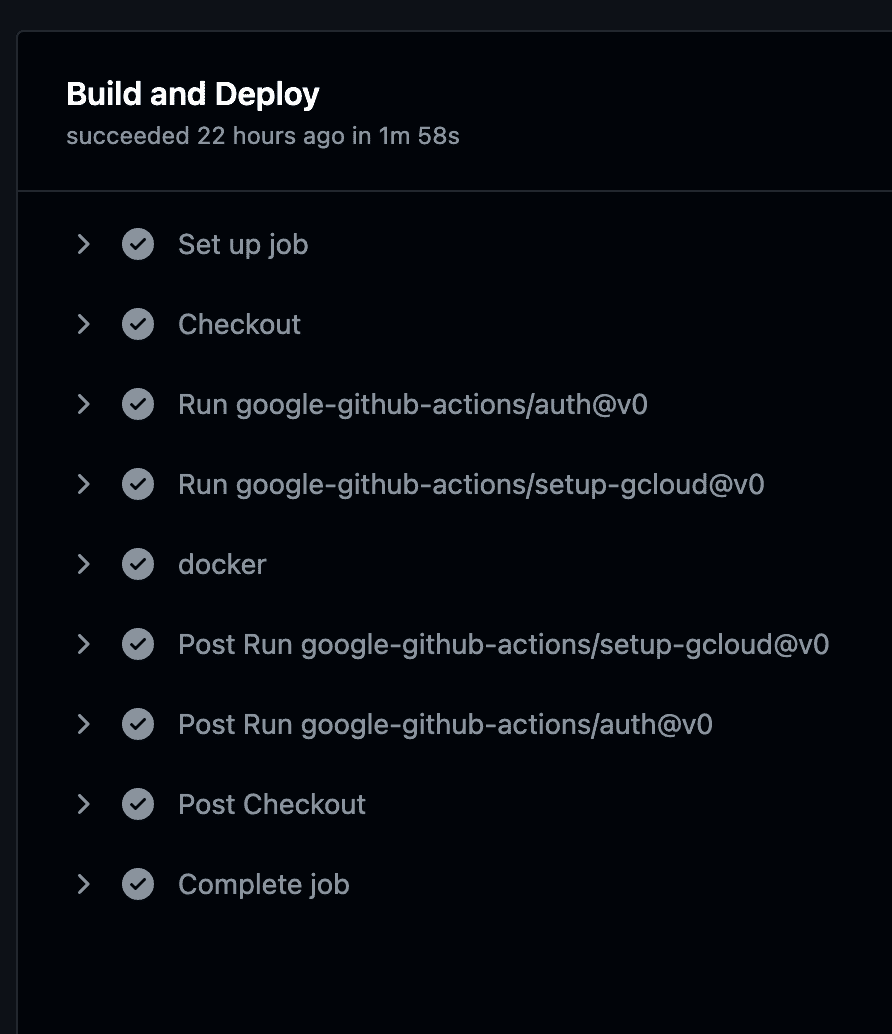 Build and Deploy
succeeded 22 hours ago in 1m 58s
Set up job
Checkout
Run google-github-actions/auth@v0
Run google-github-actions/setup-gcloud@v0
docker
Post Run google-github-actions/setup-gcloud@v0
Post Run google-github-actions/auth@v0
Post Checkout
Complete job